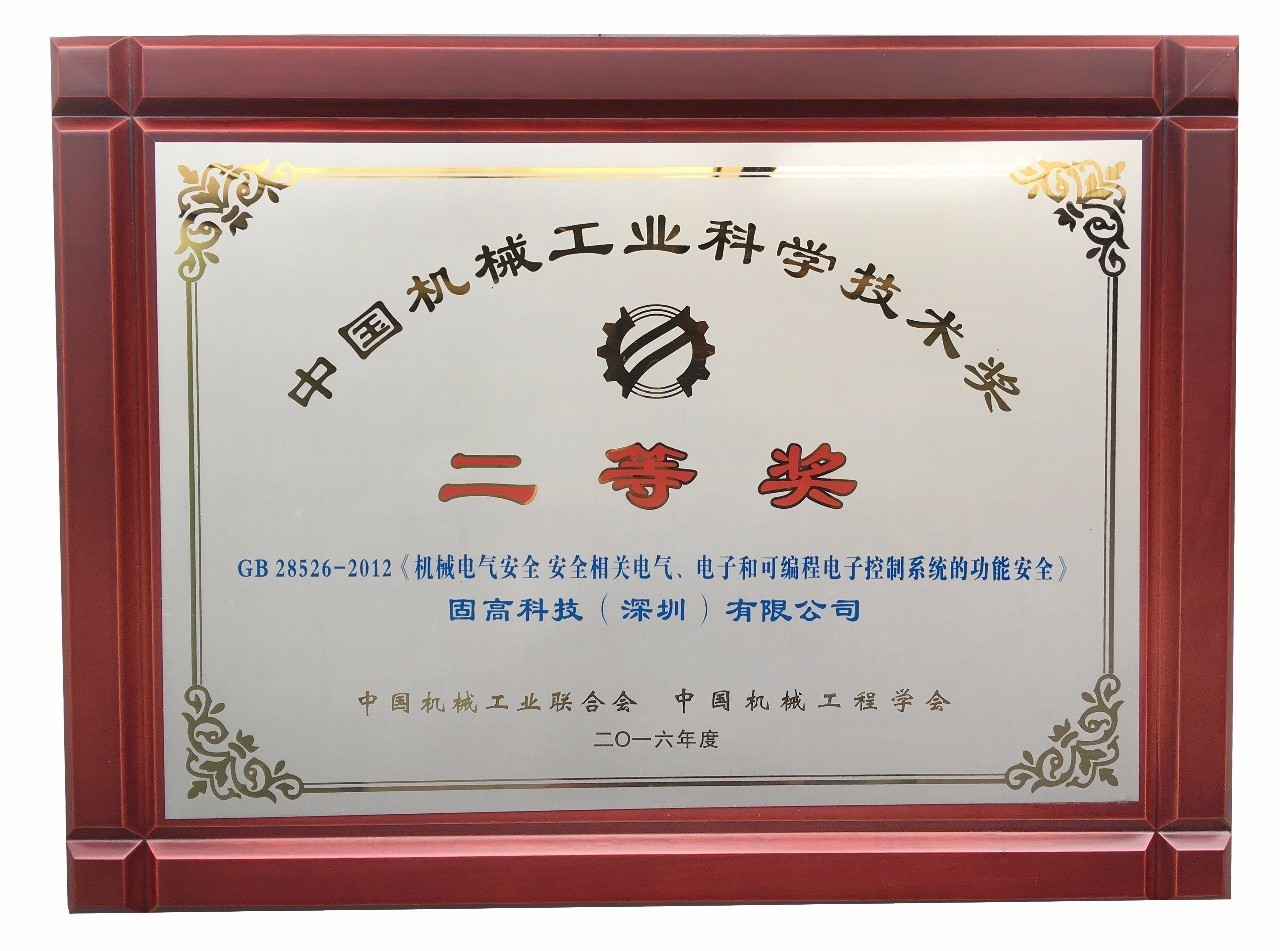 中国机械工业科学技术奖
二等奖
GB 28526-2012《机械电气安全 安全相关电气、电子和可编程电子控制系统的功能安全》
固高科技（深圳）有限公司
中国机械工业联合会 中国机械工程学会
二〇一六年度